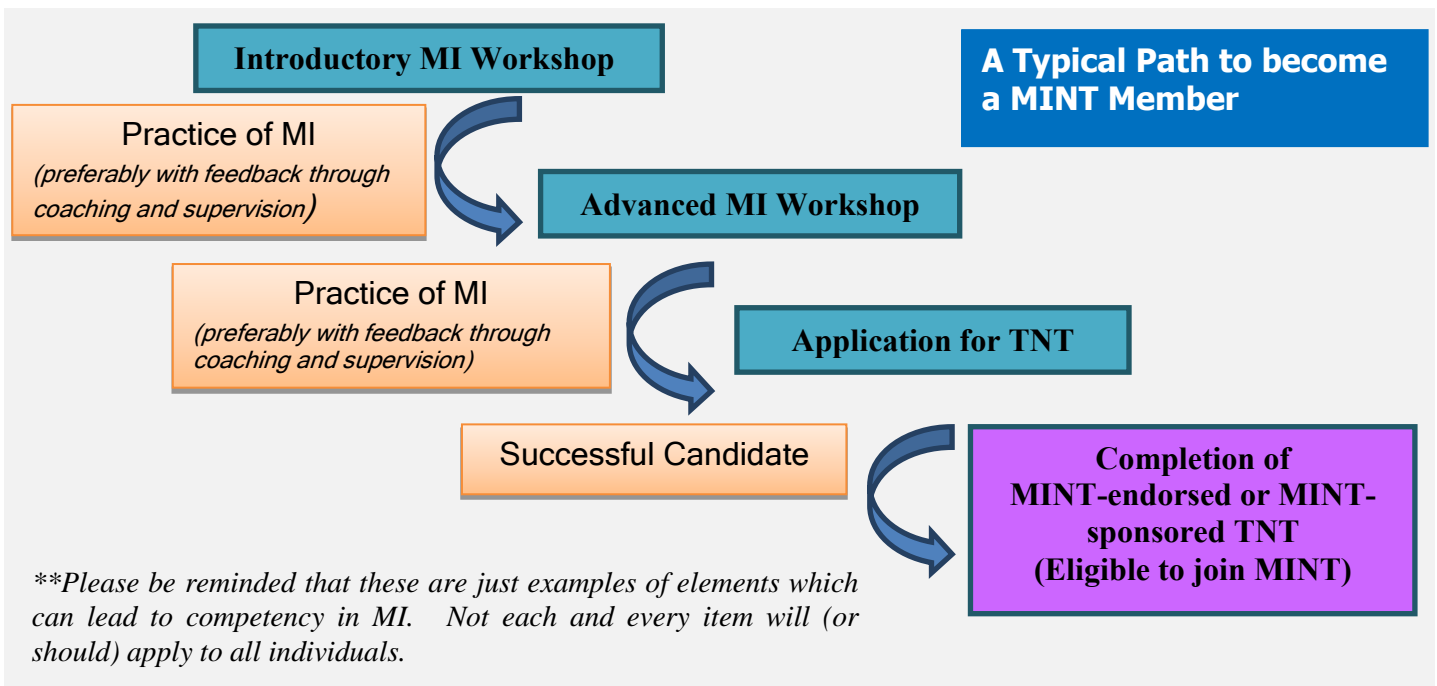 Introductory MI Workshop
A Typical Path to become
a MINT Member
Practice of MI
(preferably with feedback through
coaching and supervision)
Advanced MI Workshop
Practice of MI
(preferably with feedback through
coaching and supervision)
Application for TNT
Successful Candidate
Completion of
MINT-endorsed or MINT-
sponsored TNT
(Eligible to join MINT)
**Please be reminded that these are just examples of elements which
can lead to competency in MI. Not each and every item will (or
should) apply to all individuals.